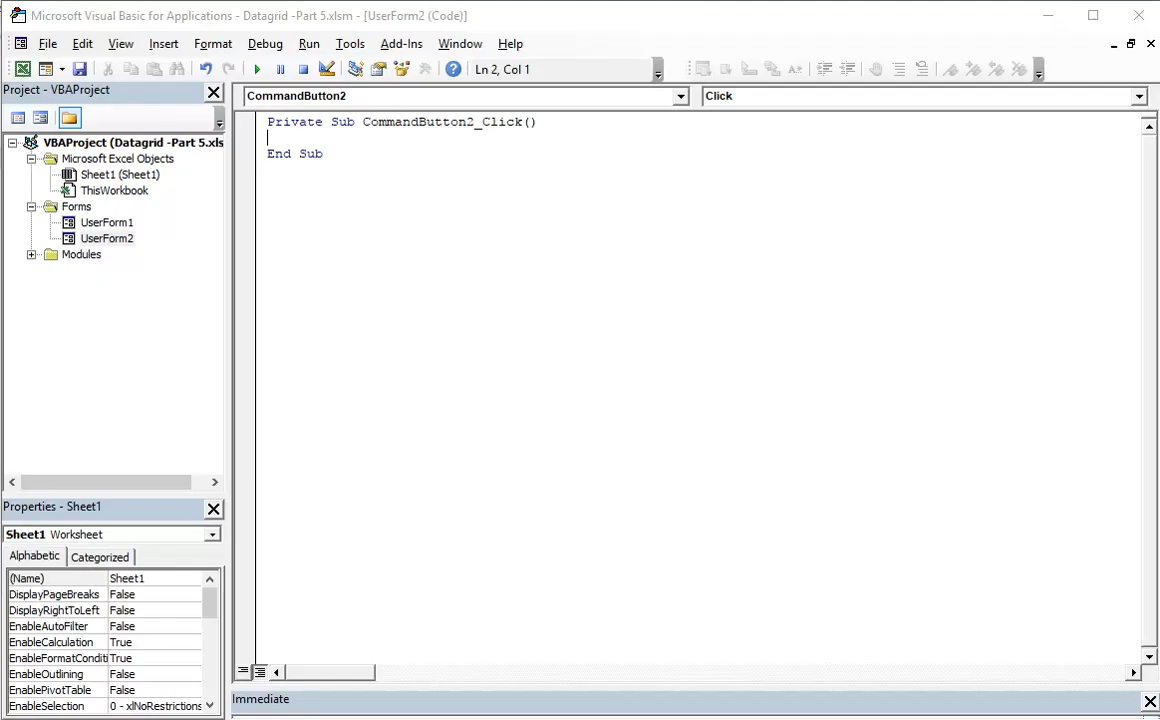 Microsoft Visual Basic for Applications - Datagrid -Part 5.xlsm - [UserForm2 (Code)]
File Edit View Insert Format Debug Run Tools Add-Ins Window Help
Ln 2, Col 1
Project - VBAProject
CommandButton2
Click
VBAProject (Datagrid -Part 5.xls
Microsoft Excel Objects
Sheet1 (Sheet1)
ThisWorkbook
Forms
UserForm1
UserForm2
Modules
Private Sub CommandButton2_Click()
End Sub
Properties - Sheet1
Sheet1 Worksheet
Alphabetic Categorized
(Name) Sheet1
DisplayPageBreaks False
DisplayRightToLeft False
EnableAutoFilter False
EnableCalculation True
EnableFormatConditi True
EnableOutlining False
EnablePivotTable False
EnableSelection 0 - xlNoRestrictions
Immediate